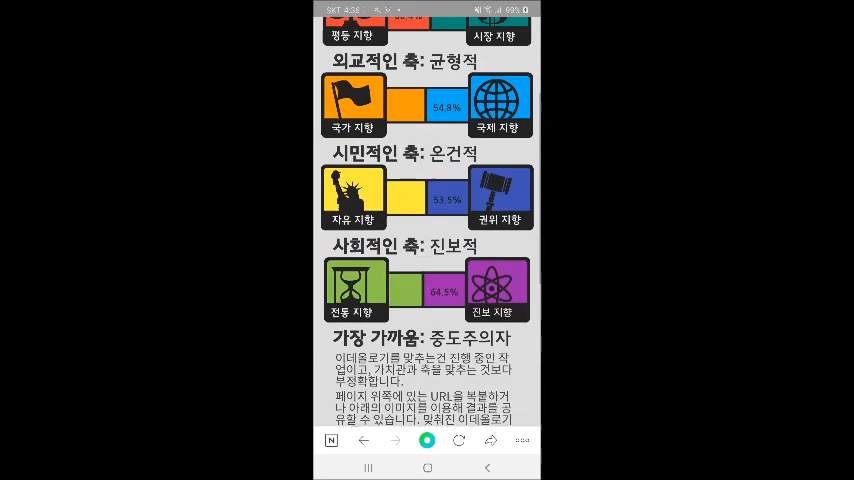 SKT 4:36 99%
평등 지향 시장 지향
외교적인 축: 균형적
54.8%
국가 지향 국제 지향
시민적인 축: 온건적
53.5%
자유 지향 권위 지향
사회적인 축: 진보적
64.5%
전통 지향 진보 지향
가장 가까움: 중도주의자
이데올로기를 맞추는건 진행 중인 작
업이고, 가치관과 축을 맞추는 것보다
부정확합니다.
페이지 위쪽에 있는 URL을 복붙하거
나 아래의 이미지를 이용해 결과를 공
유할 수 있습니다. 맞춰진 이데올로기
N